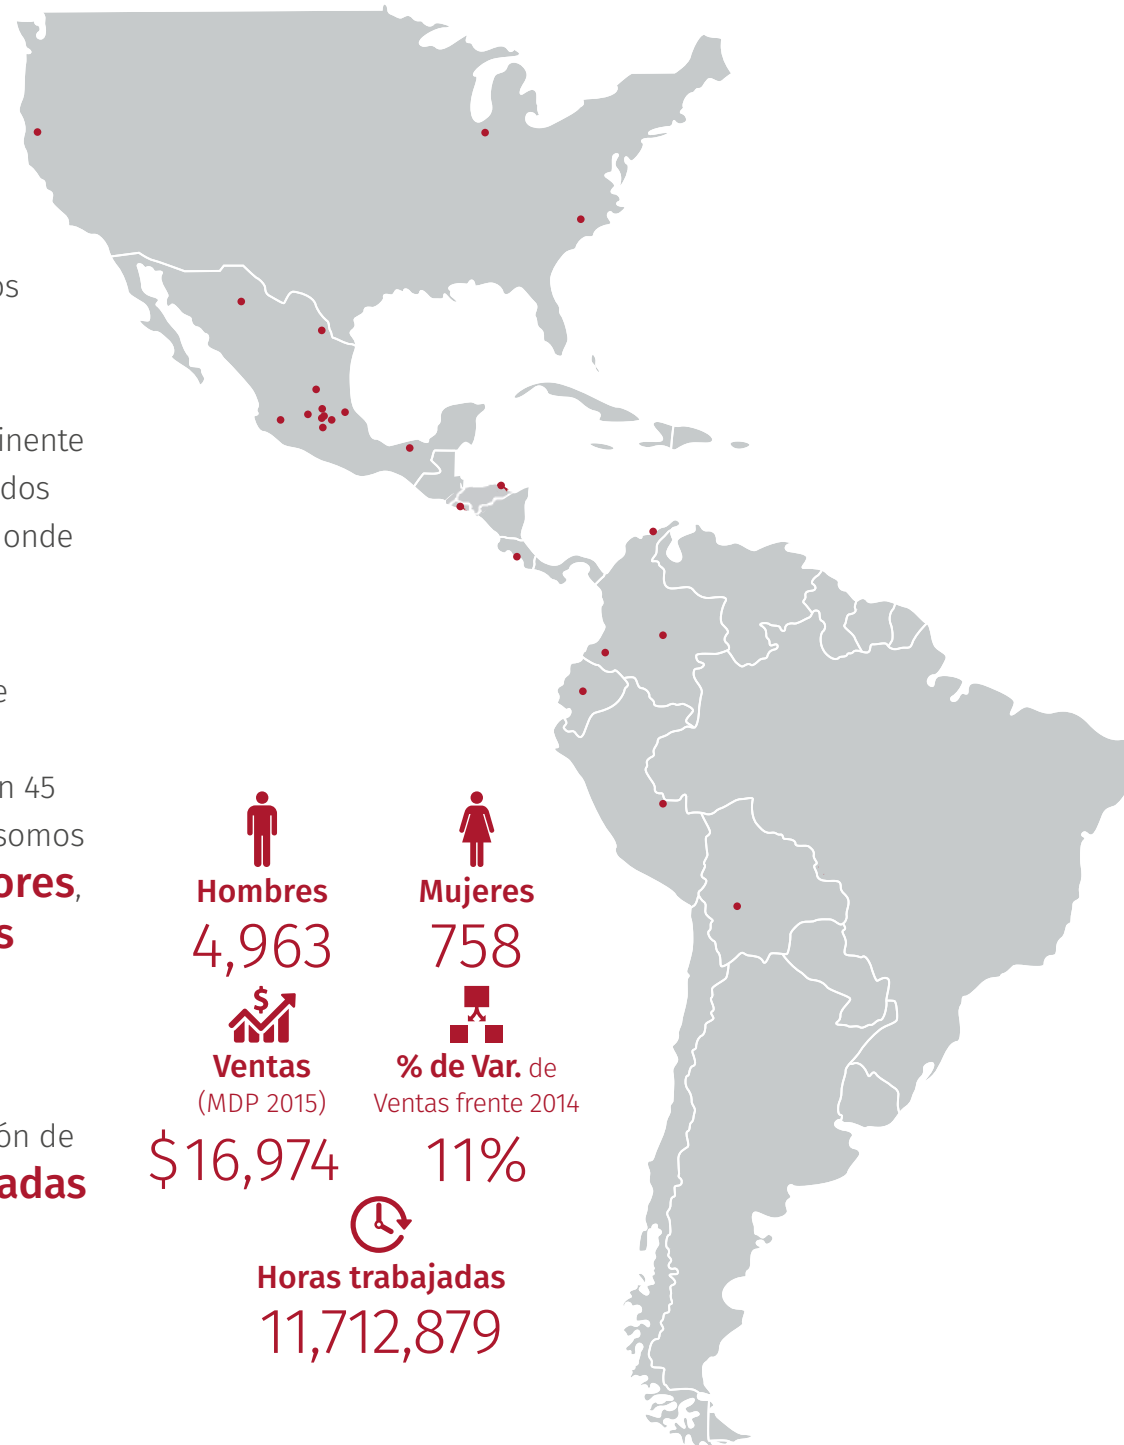 os
inente
dos
onde
e
n 45
somos
ores,
s
ón de
adas
Hombres
4,963
Mujeres
758
Ventas
(MDP 2015)
$16,974
% de Var. de
Ventas frente 2014
11%
Horas trabajadas
11,712,879